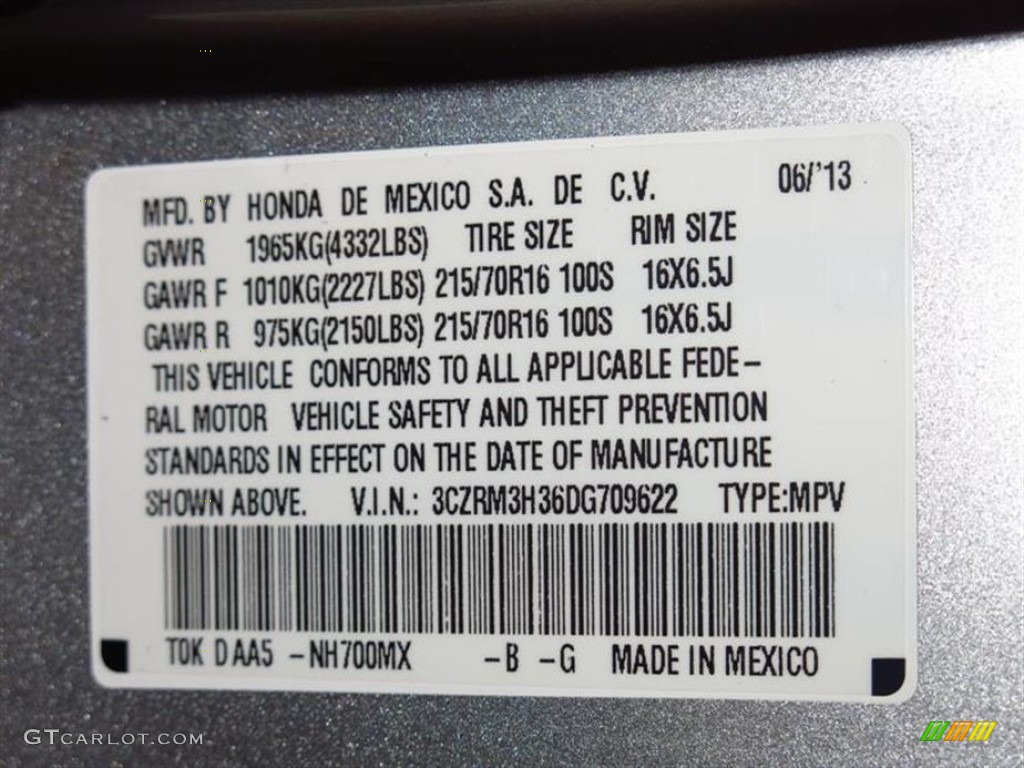 MFD. BY HONDA DE MEXICO S.A. DE C.V. 06/'13
GVWR 1965KG(4332LBS) TIRE SIZE RIM SIZE
GAWR F 1010KG(2227LBS) 215/70R16 100S 16X6.5J
GAWR R 975KG(2150LBS) 215/70R16 100S 16X6.5J
THIS VEHICLE CONFORMS TO ALL APPLICABLE FEDE-
RAL MOTOR VEHICLE SAFETY AND THEFT PREVENTION
STANDARDS IN EFFECT ON THE DATE OF MANUFACTURE
SHOWN ABOVE. V.I.N.: 3CZRM3H36DG709622 TYPE:MPV
T0K D AA5 -NH700MX -B -G MADE IN MEXICO
GTCARLOT.COM